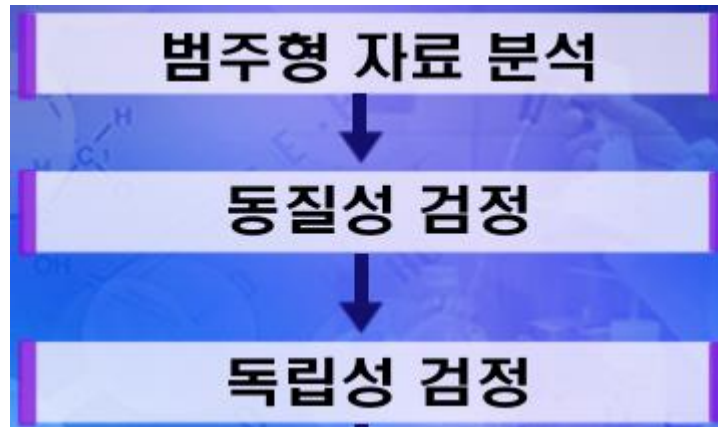 범주형 자료 분석
동질성 검정
독립성 검정